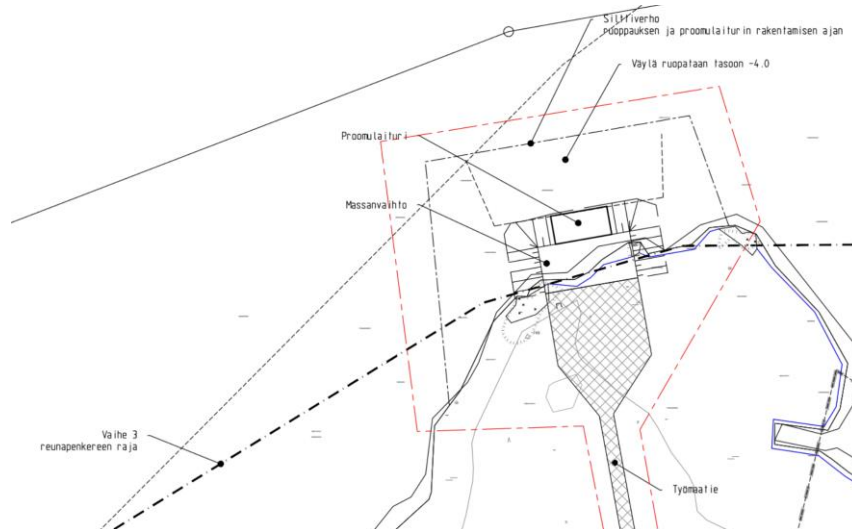 Silttiverho
ruoppauksen ja proomulaiturin rakentamisen ajan
Väylä ruopataan tasoon -4.0
Proomulaituri
Massanvaihto
Vaihe 3
reunapenkereen raja
Työmaatie